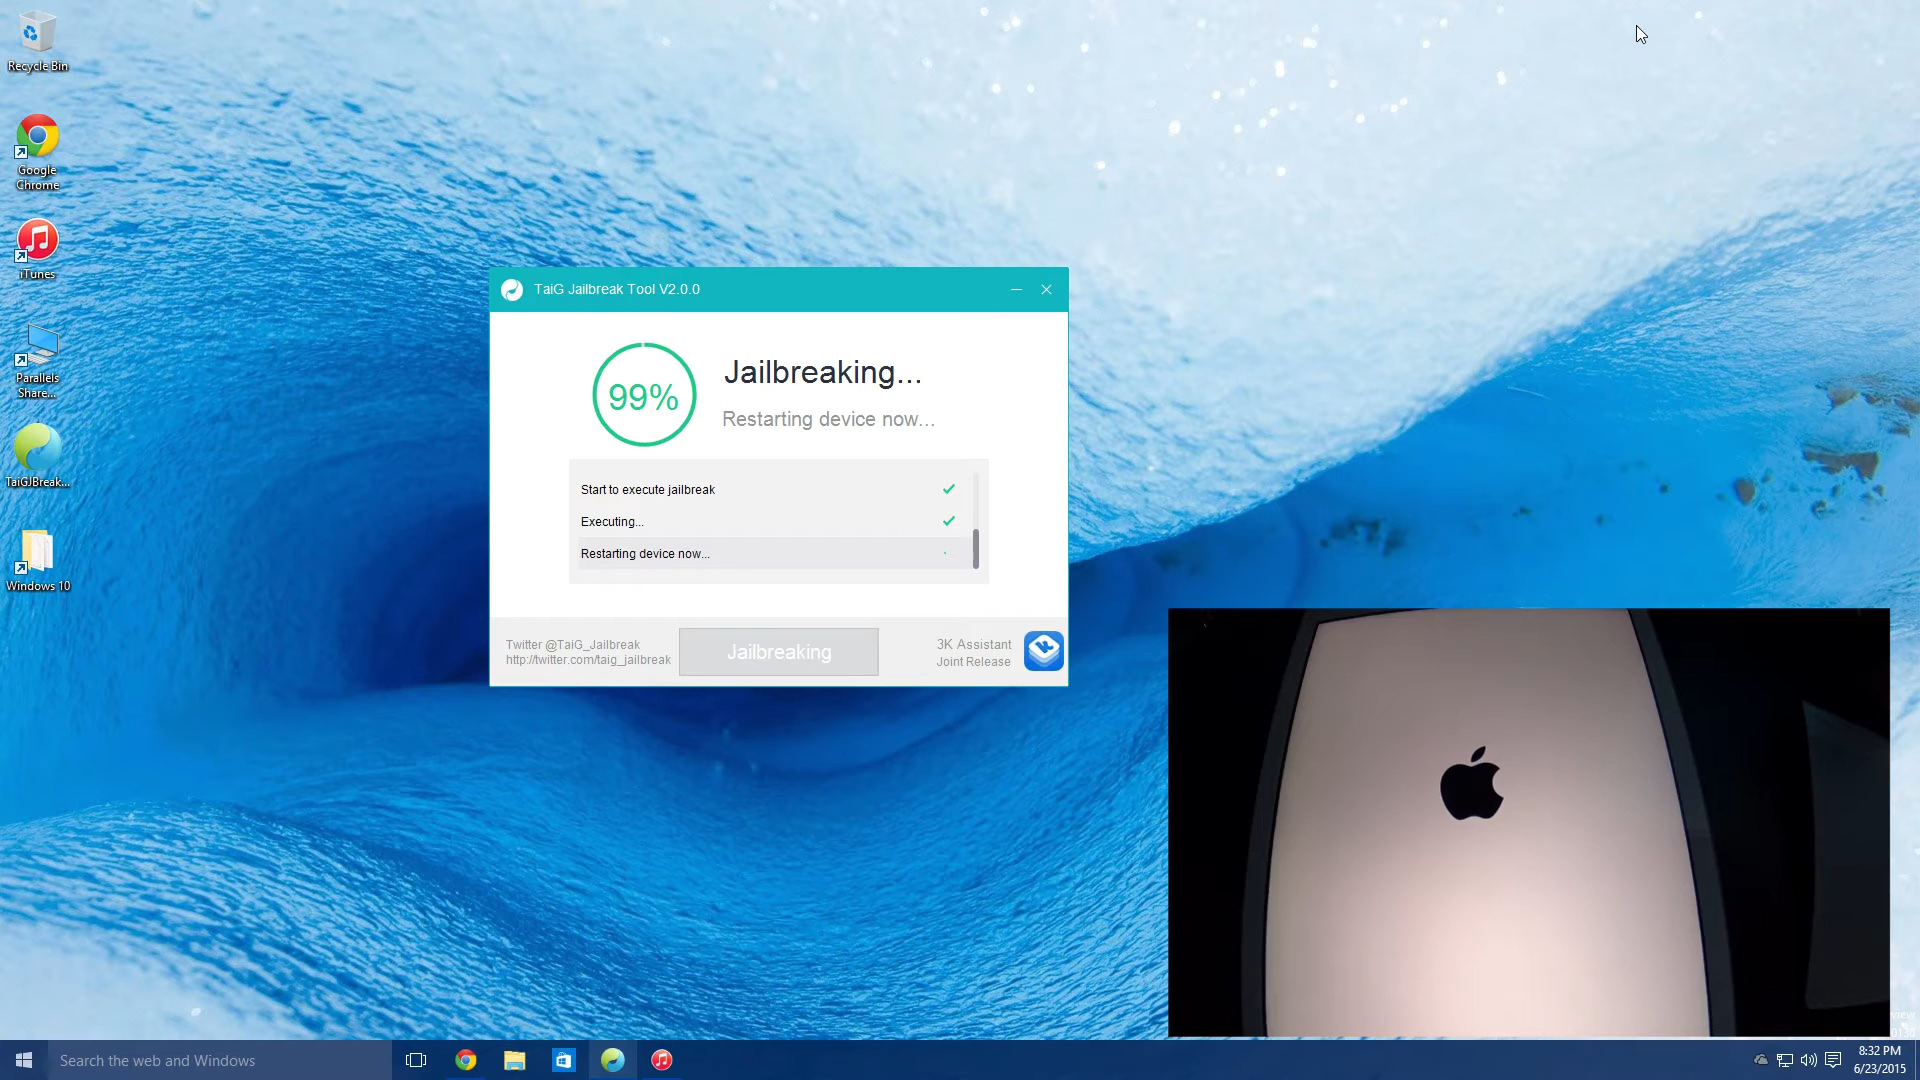 Recycle Bin
Google
Chrome
iTunes
Parallels
Share...
TaiGJBreak...
Windows 10
TaiG Jailbreak Tool V2.0.0
99%
Jailbreaking...
Restarting device now...
Start to execute jailbreak
Executing...
Restarting device now...
Twitter @TaiG_Jailbreak
http://twitter.com/taig_jailbreak
Jailbreaking
3K Assistant
Joint Release
Search the web and Windows
8:32 PM
6/23/2015